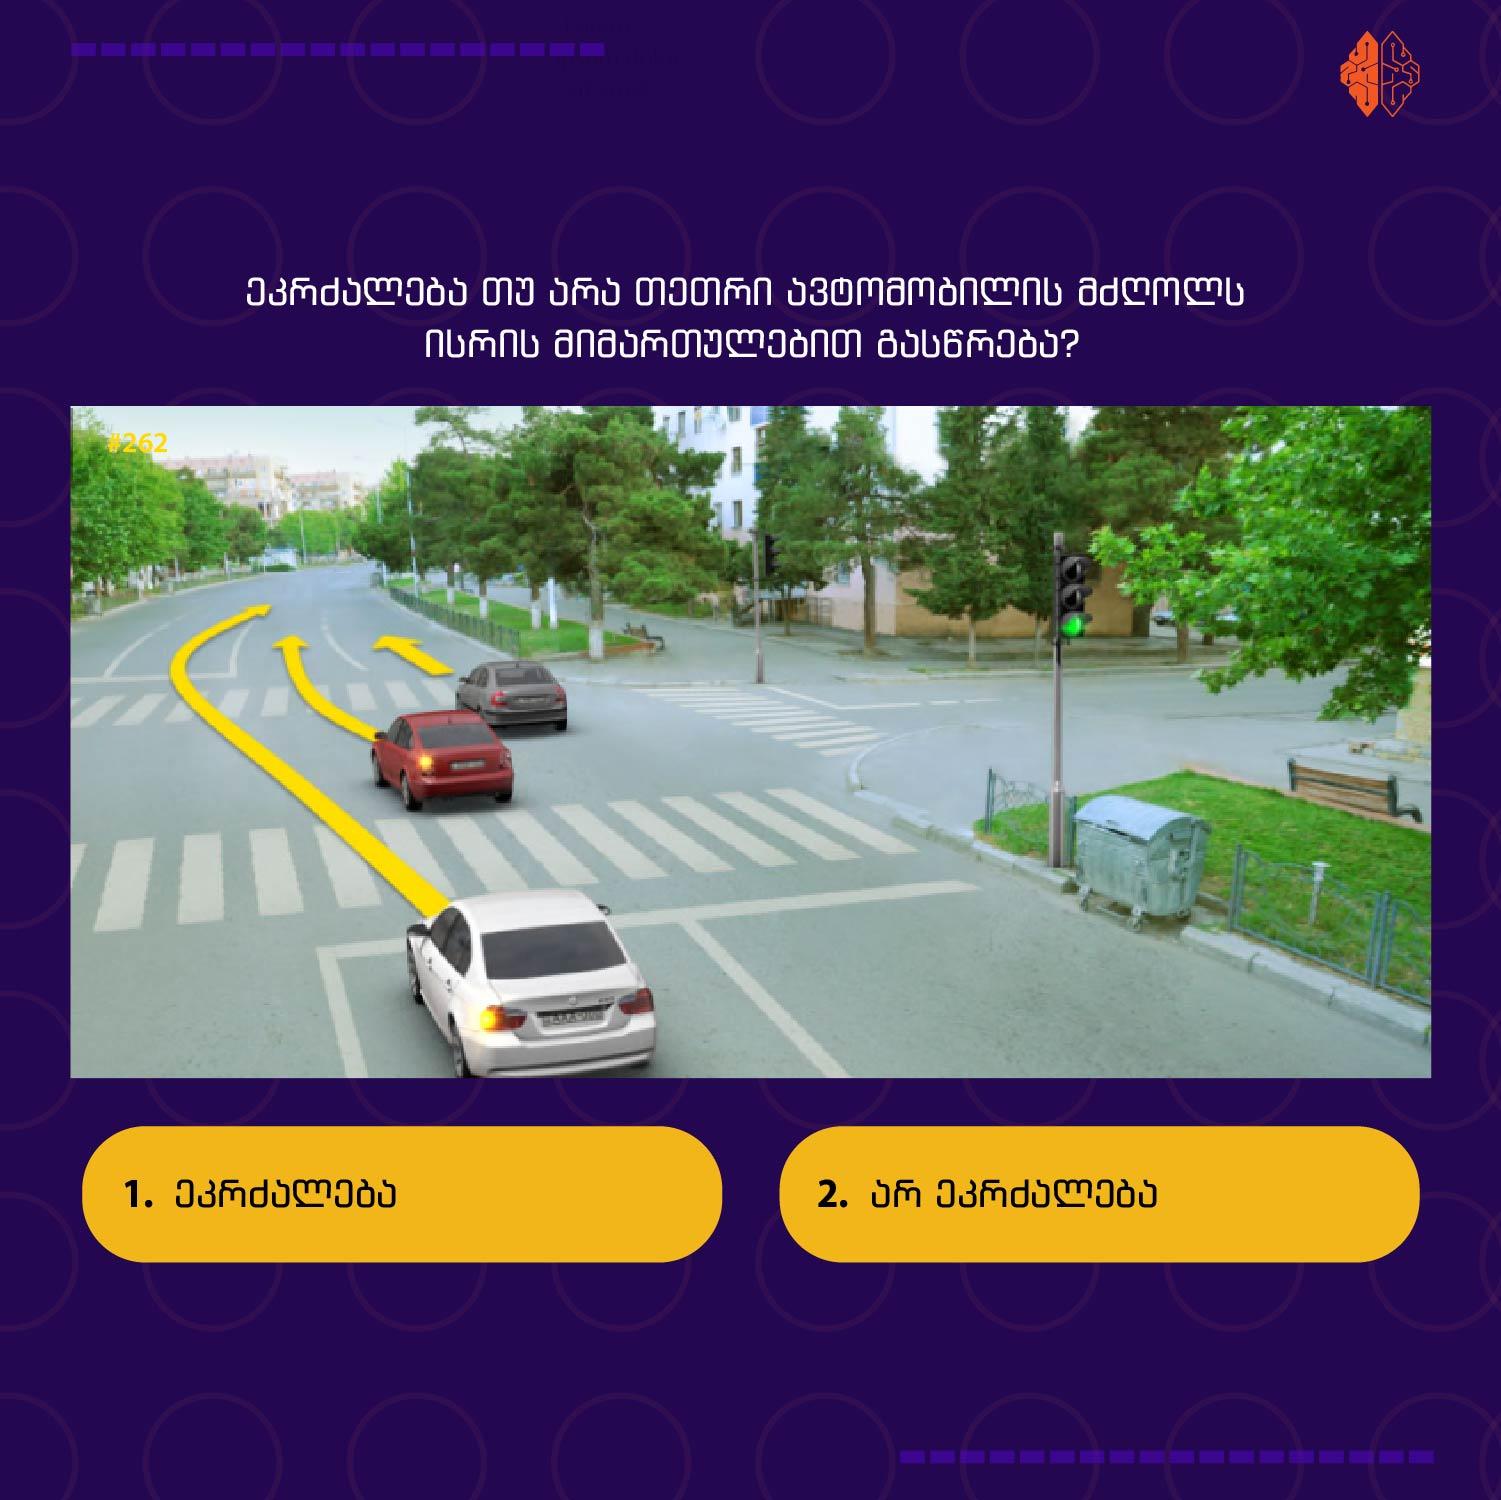 ეკრძალება თუ არა თეთრი ავტომობილის მძღოლს
ისრის მიმართულებით გასწრება?
#262
1. ეკრძალება
2. არ ეკრძალება